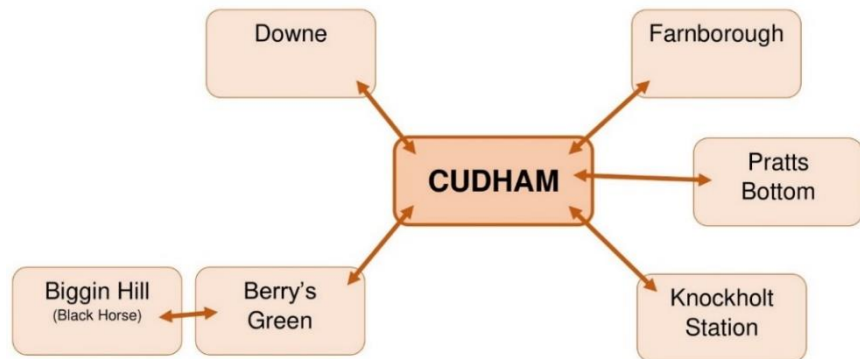 Downe
Farnborough
CUDHAM
Pratts
Bottom
Biggin Hill
(Black Horse)
Berry's
Green
Knockholt
Station